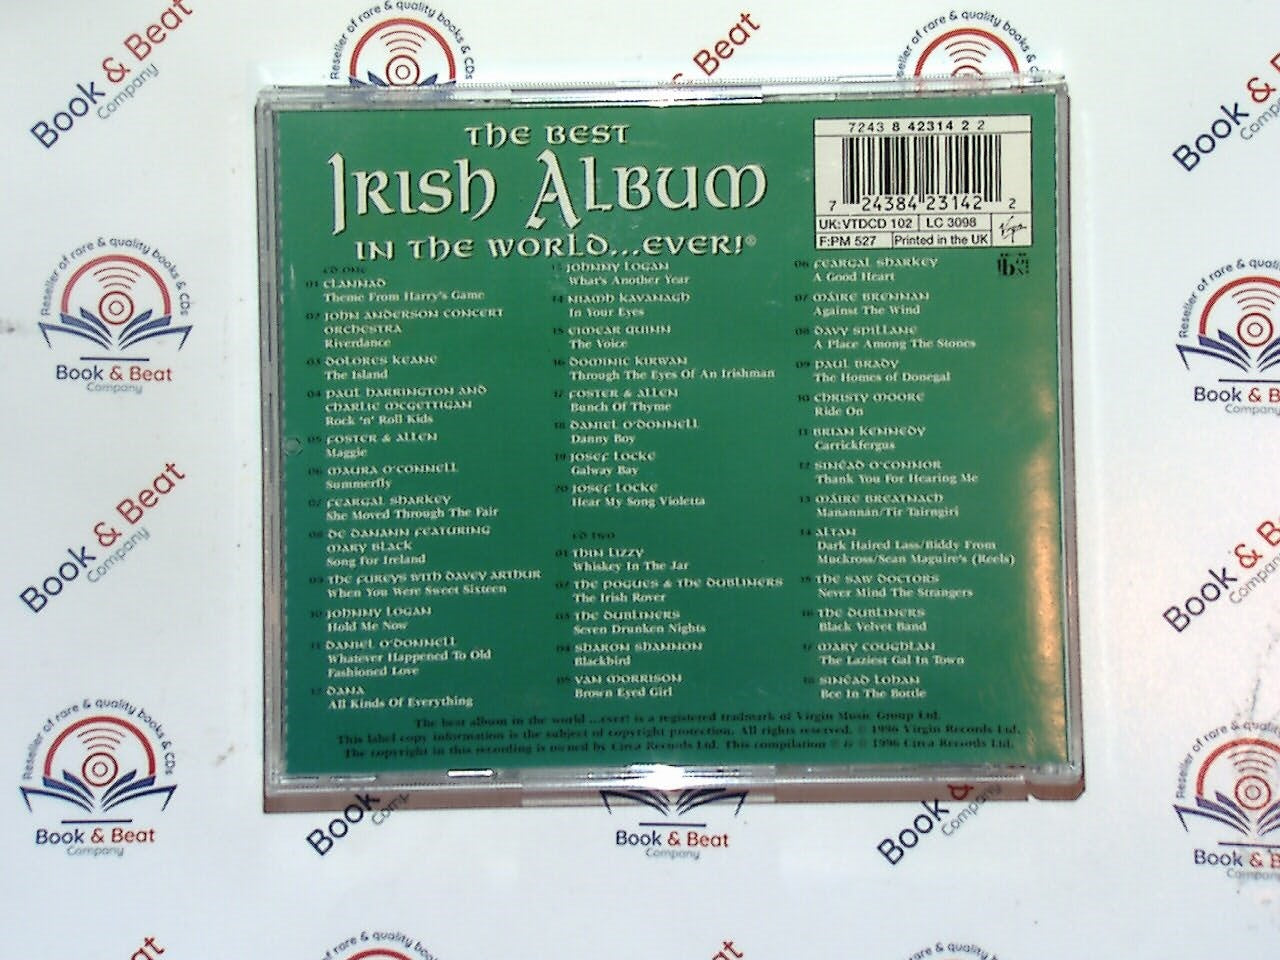 THE BEST
IRISH ALBUM
IN THE WORLD...EVER!®
7243 8 42314 2 2
7 24384 23142 2
UK: VTDCD 102 LC 3098
F: PM 527 Printed in the UK
Virgin
CD ONE
01 CLANNAD
Theme From Harry's Game
02 JOHN ANDERSON CONCERT
ORCHESTRA
Riverdance
03 DOLORES KEANE
The Island
04 PAUL HARRINGTON AND
CHARLIE MCGETTIGAN
Rock 'n' Roll Kids
05 FOSTER & ALLEN
Maggie
06 MAURA O'CONNELL
Summerfly
07 FEARGAL SHARKEY
She Moved Through The Fair
08 DE DANANN FEATURING
MARY BLACK
Song For Ireland
09 THE FUREYS WITH DAVEY ARTHUR
When You Were Sweet Sixteen
10 JOHNNY LOGAN
Hold Me Now
11 DANIEL O'DONNELL
Whatever Happened To Old
Fashioned Love
12 DANA
All Kinds Of Everything
13 JOHNNY LOGAN
What's Another Year
14 NIAMH KAVANAGH
In Your Eyes
15 EIMEAR QUINN
The Voice
16 DOMINIC KIRWAN
Through The Eyes Of An Irishman
17 FOSTER & ALLEN
Bunch Of Thyme
18 DANIEL O'DONNELL
Danny Boy
19 JOSEF LOCKE
Galway Bay
20 JOSEF LOCKE
Hear My Song Violetta
CD TWO
01 THIN LIZZY
Whiskey In The Jar
02 THE POGUES & THE DUBLINERS
The Irish Rover
03 THE DUBLINERS
Seven Drunken Nights
04 SHARON SHANNON
Blackbird
05 VAN MORRISON
Brown Eyed Girl
06 FEARGAL SHARKEY
A Good Heart
07 MÁIRE BRENNAN
Against The Wind
08 DAVY SPILLANE
A Place Among The Stones
09 PAUL BRADY
The Homes of Donegal
10 CHRISTY MOORE
Ride On
11 BRIAN KENNEDY
Carrickfergus
12 SINÉAD O'CONNOR
Thank You For Hearing Me
13 MÁIRE BREATNACH
Manannán/Tír Tairngiri
14 ALTAN
Dark Haired Lass/Biddy From
Muckross/Sean Maguire's (Reels)
15 THE SAW DOCTORS
Never Mind The Strangers
16 THE DUBLINERS
Black Velvet Band
17 MARY COUGHLAN
The Laziest Gal In Town
18 SINÉAD LOHAN
Bee In The Bottle
The best album in the world ...ever! is a registered trademark of Virgin Music Group Ltd.
This label copy information is the subject of copyright protection. All rights reserved. © 1996 Virgin Records Ltd.
The copyright in this recording is owned by Circa Records Ltd. This compilation ℗ & © 1996 Circa Records Ltd.
Reseller of rare & quality books & CDs
Book & Beat
Company